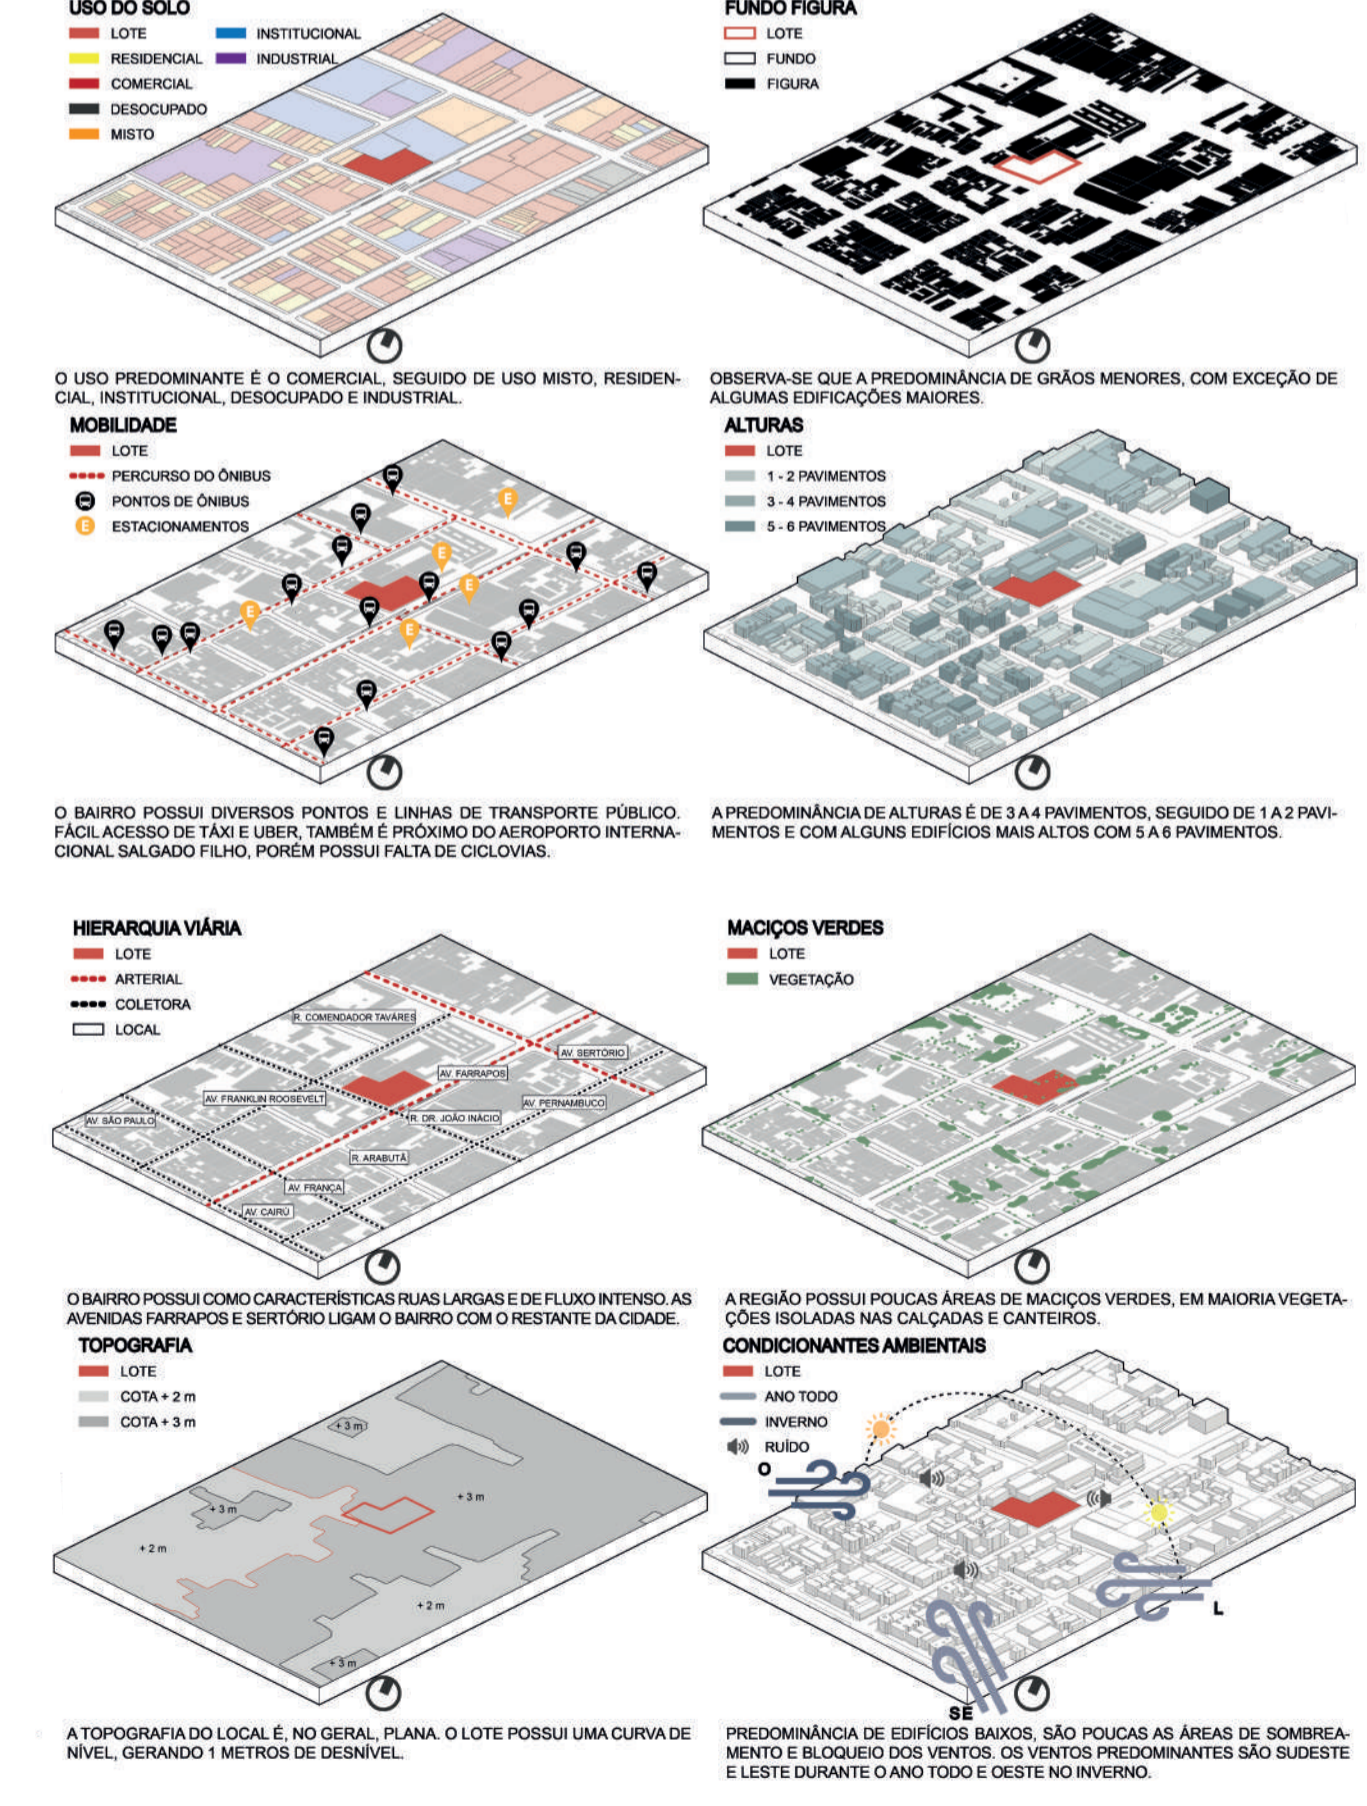 USO DO SOLO
LOTE
RESIDENCIAL
COMERCIAL
DESOCUPADO
MISTO
INSTITUCIONAL
INDUSTRIAL
O USO PREDOMINANTE É O COMERCIAL, SEGUIDO DE USO MISTO, RESIDEN-
CIAL, INSTITUCIONAL, DESOCUPADO E INDUSTRIAL.
FUNDO FIGURA
LOTE
FUNDO
FIGURA
OBSERVA-SE QUE A PREDOMINÂNCIA DE GRÃOS MENORES, COM EXCEÇÃO DE
ALGUMAS EDIFICAÇÕES MAIORES.
MOBILIDADE
LOTE
PERCURSO DO ÔNIBUS
PONTOS DE ÔNIBUS
E ESTACIONAMENTOS
E
E
E
E
E
O BAIRRO POSSUI DIVERSOS PONTOS E LINHAS DE TRANSPORTE PÚBLICO.
FÁCIL ACESSO DE TÁXI E UBER, TAMBÉM É PRÓXIMO DO AEROPORTO INTERNA-
CIONAL SALGADO FILHO, PORÉM POSSUI FALTA DE CICLOVIAS.
ALTURAS
LOTE
1 - 2 PAVIMENTOS
3 - 4 PAVIMENTOS
5 - 6 PAVIMENTOS
A PREDOMINÂNCIA DE ALTURAS É DE 3 A 4 PAVIMENTOS, SEGUIDO DE 1 A 2 PAVI-
MENTOS E COM ALGUNS EDIFÍCIOS MAIS ALTOS COM 5 A 6 PAVIMENTOS.
HIERARQUIA VIÁRIA
LOTE
ARTERIAL
COLETORA
LOCAL
R. COMENDADOR TAVARES
AV. SERTÓRIO
AV. FARRAPOS
AV. FRANKLIN ROOSEVELT
AV. PERNAMBUCO
AV. SÃO PAULO
R. DR. JOÃO INÁCIO
R. ARABUTÃ
AV. FRANÇA
AV. CAIRÚ
O BAIRRO POSSUI COMO CARACTERÍSTICAS RUAS LARGAS E DE FLUXO INTENSO. AS
AVENIDAS FARRAPOS E SERTÓRIO LIGAM O BAIRRO COM O RESTANTE DA CIDADE.
MACIÇOS VERDES
LOTE
VEGETAÇÃO
A REGIÃO POSSUI POUCAS ÁREAS DE MACIÇOS VERDES, EM MAIORIA VEGETA-
ÇÕES ISOLADAS NAS CALÇADAS E CANTEIROS.
TOPOGRAFIA
LOTE
COTA + 2 m
COTA + 3 m
+ 3 m
+ 3 m
+ 3 m
+ 2 m
+ 2 m
+ 3 m
A TOPOGRAFIA DO LOCAL É, NO GERAL, PLANA. O LOTE POSSUI UMA CURVA DE
NÍVEL, GERANDO 1 METROS DE DESNÍVEL.
CONDICIONANTES AMBIENTAIS
LOTE
ANO TODO
INVERNO
RUÍDO
O
L
SE
PREDOMINÂNCIA DE EDIFÍCIOS BAIXOS, SÃO POUCAS AS ÁREAS DE SOMBREA-
MENTO E BLOQUEIO DOS VENTOS. OS VENTOS PREDOMINANTES SÃO SUDESTE
E LESTE DURANTE O ANO TODO E OESTE NO INVERNO.